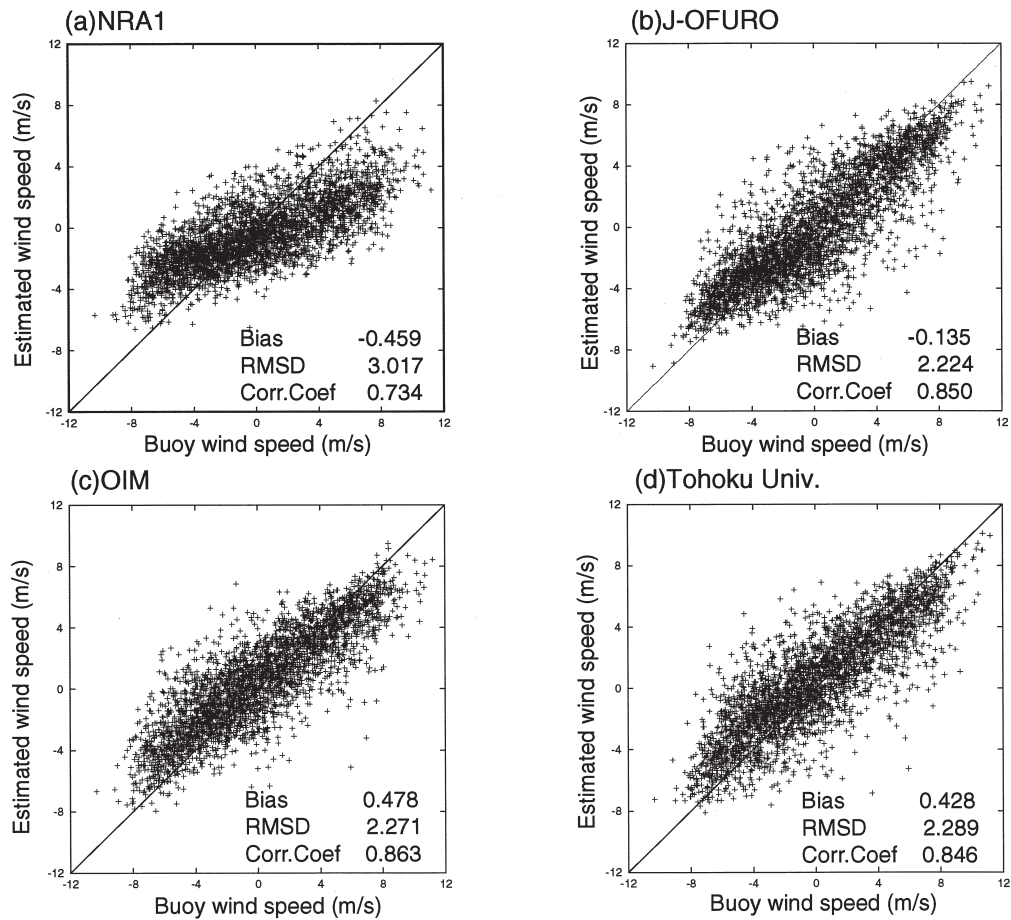 (a)NRA1
12
8
4
0
-4
-8
-12
Estimated wind speed (m/s)
Bias -0.459
RMSD 3.017
Corr.Coef 0.734
-12 -8 -4 0 4 8 12
Buoy wind speed (m/s)
(b)J-OFURO
12
8
4
0
-4
-8
-12
Estimated wind speed (m/s)
Bias -0.135
RMSD 2.224
Corr.Coef 0.850
-12 -8 -4 0 4 8 12
Buoy wind speed (m/s)
(c)OIM
12
8
4
0
-4
-8
-12
Estimated wind speed (m/s)
Bias 0.478
RMSD 2.271
Corr.Coef 0.863
-12 -8 -4 0 4 8 12
Buoy wind speed (m/s)
(d)Tohoku Univ.
12
8
4
0
-4
-8
-12
Estimated wind speed (m/s)
Bias 0.428
RMSD 2.289
Corr.Coef 0.846
-12 -8 -4 0 4 8 12
Buoy wind speed (m/s)